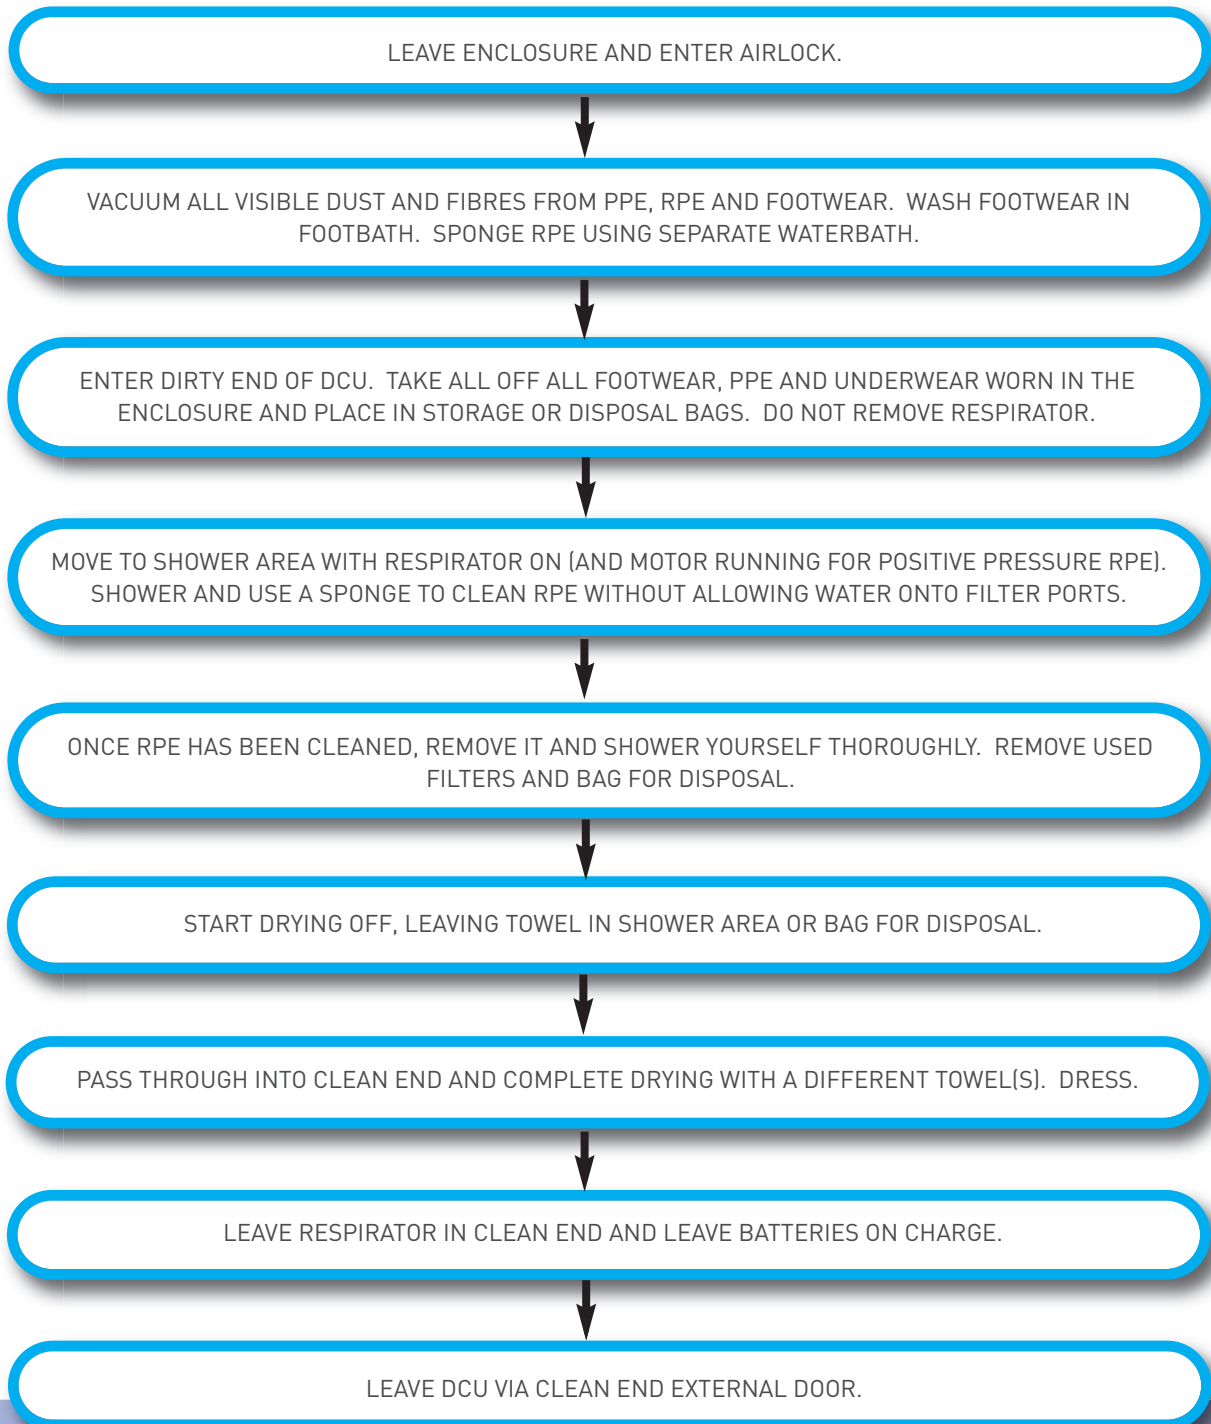 LEAVE ENCLOSURE AND ENTER AIRLOCK.
VACUUM ALL VISIBLE DUST AND FIBRES FROM PPE, RPE AND FOOTWEAR. WASH FOOTWEAR IN
FOOTBATH. SPONGE RPE USING SEPARATE WATERBATH.
ENTER DIRTY END OF DCU. TAKE ALL OFF ALL FOOTWEAR, PPE AND UNDERWEAR WORN IN THE
ENCLOSURE AND PLACE IN STORAGE OR DISPOSAL BAGS. DO NOT REMOVE RESPIRATOR.
MOVE TO SHOWER AREA WITH RESPIRATOR ON (AND MOTOR RUNNING FOR POSITIVE PRESSURE RPE).
SHOWER AND USE A SPONGE TO CLEAN RPE WITHOUT ALLOWING WATER ONTO FILTER PORTS.
ONCE RPE HAS BEEN CLEANED, REMOVE IT AND SHOWER YOURSELF THOROUGHLY. REMOVE USED
FILTERS AND BAG FOR DISPOSAL.
START DRYING OFF, LEAVING TOWEL IN SHOWER AREA OR BAG FOR DISPOSAL.
PASS THROUGH INTO CLEAN END AND COMPLETE DRYING WITH A DIFFERENT TOWEL(S). DRESS.
LEAVE RESPIRATOR IN CLEAN END AND LEAVE BATTERIES ON CHARGE.
LEAVE DCU VIA CLEAN END EXTERNAL DOOR.